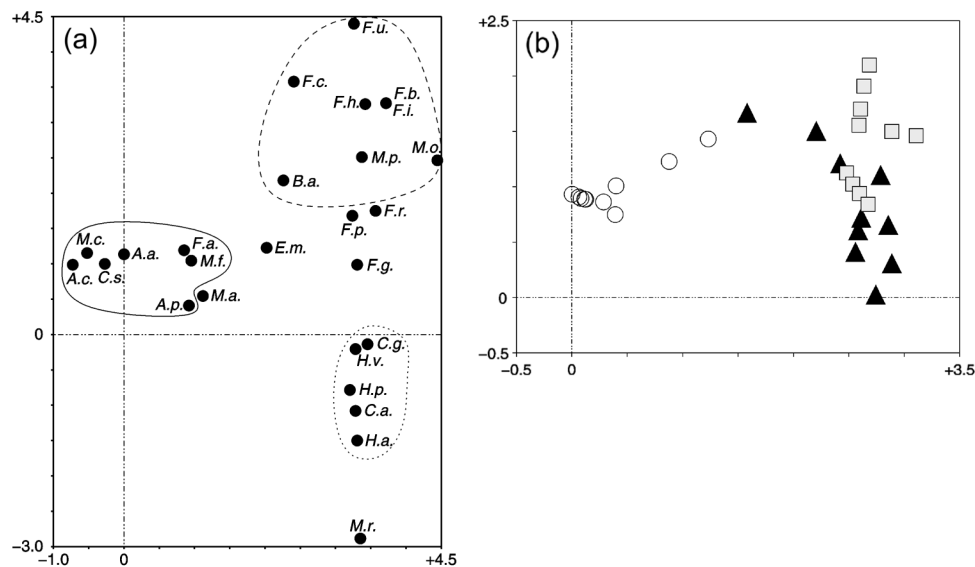 +4.5
(a)
F.u.
F.c.
F.h.
F.b.
F.i.
M.p.
M.o.
B.a.
F.r.
F.p.
M.c.
A.a.
F.a.
M.f.
E.m.
F.g.
A.c.
C.s.
A.p.
M.a.
0
C.g.
H.v.
H.p.
C.a.
H.a.
M.r.
−3.0
−1.0
0
+4.5
+2.5
(b)
0
−0.5
−0.5
0
+3.5